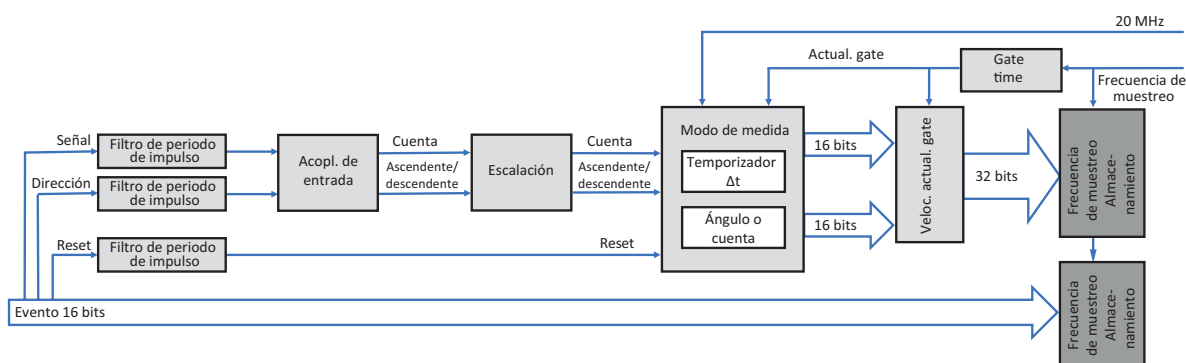 20 MHz
Actual. gate
Gate
time
Frecuencia de
muestreo
Señal
Filtro de periodo
de impulso
Dirección
Filtro de periodo
de impulso
Reset
Filtro de periodo
de impulso
Acopl. de
entrada
Cuenta
Ascendente/
descendente
Escalación
Cuenta
Ascendente/
descendente
Reset
Modo de medida
Temporizador
Δt
Ángulo o
cuenta
16 bits
16 bits
Veloc. actual. gate
32 bits
Frecuencia
de muestreo
Almace-
namiento
Evento 16 bits
Frecuencia
de muestreo
Almace-
namiento